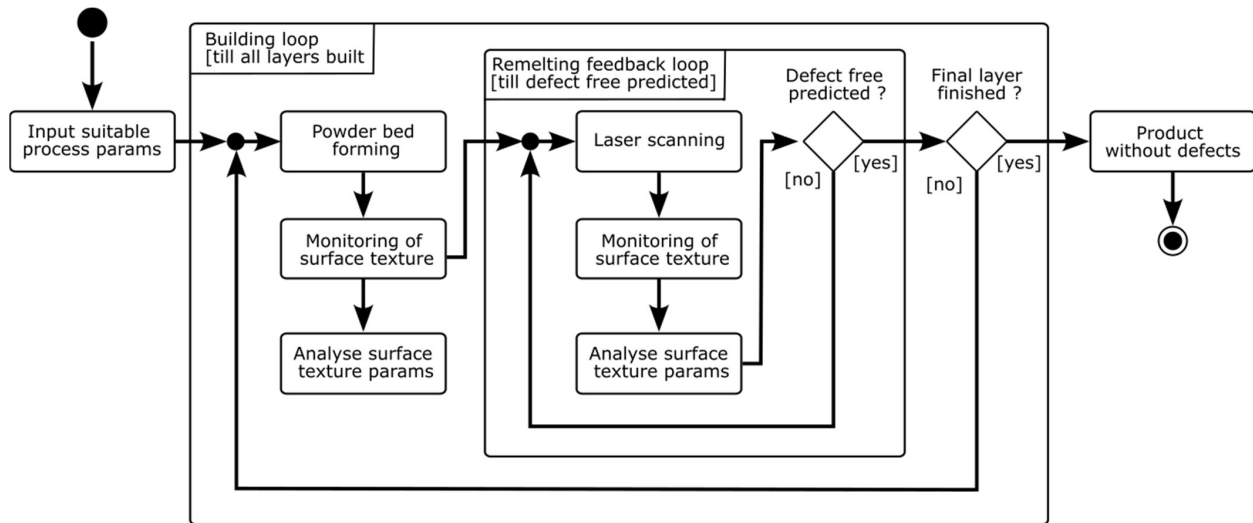 Building loop
[till all layers built
Remelting feedback loop
[till defect free predicted]
Defect free
predicted ?
Final layer
finished ?
Input suitable
process params
Powder bed
forming
Laser scanning
[no]
[yes]
[no]
[yes]
Product
without defects
Monitoring of
surface texture
Monitoring of
surface texture
Analyse surface
texture params
Analyse surface
texture params